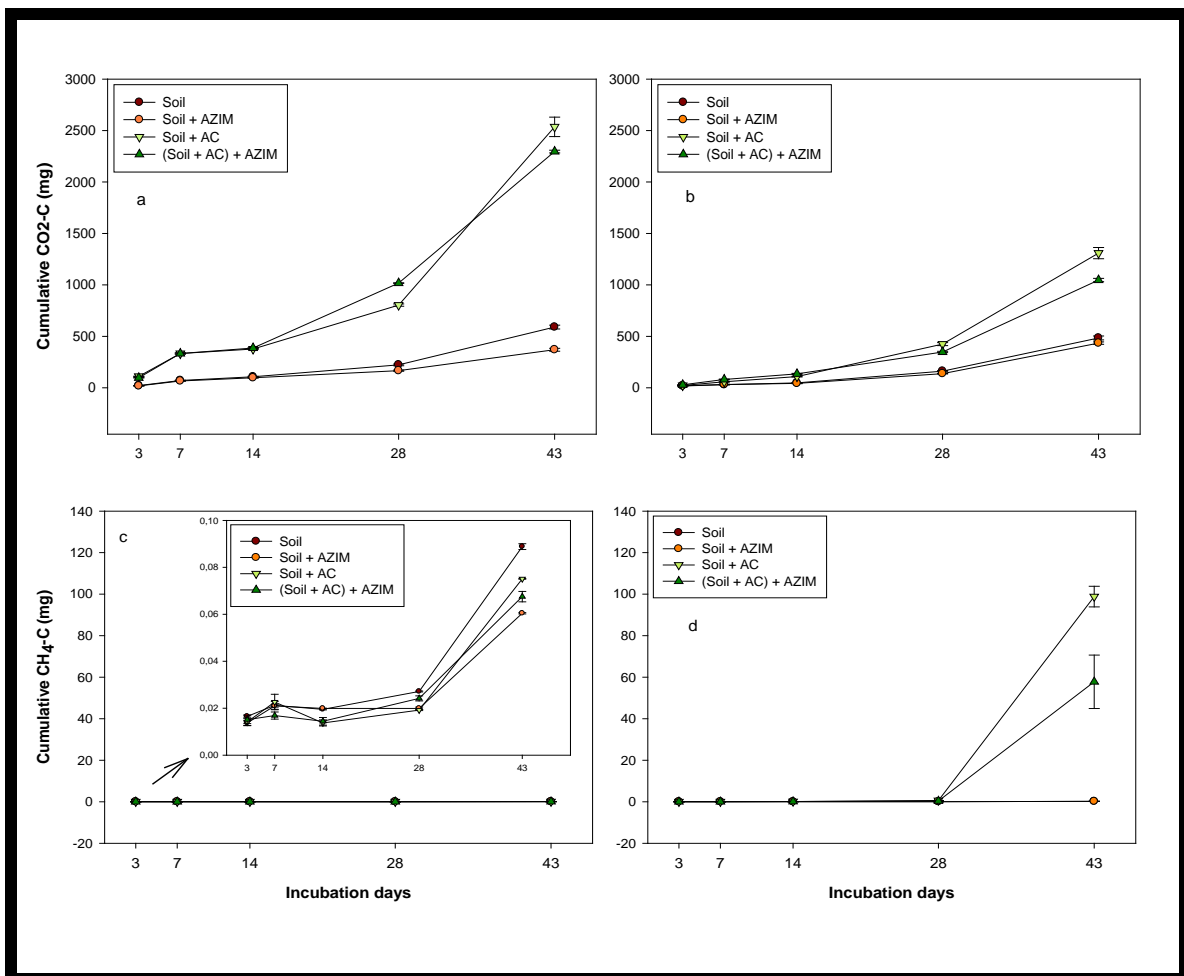 3000
2500
2000
1500
1000
500
0
Cumulative CO2-C (mg)
Soil
Soil + AZIM
Soil + AC
(Soil + AC) + AZIM
a
3 7 14 28 43
3000
2500
2000
1500
1000
500
0
Soil
Soil + AZIM
Soil + AC
(Soil + AC) + AZIM
b
3 7 14 28 43
140
120
100
80
60
40
20
0
-20
Cumulative CH4-C (mg)
c
0,10
0,08
0,06
0,04
0,02
0,00
Soil
Soil + AZIM
Soil + AC
(Soil + AC) + AZIM
3 7 14 28 43
3 7 14 28 43
Incubation days
140
120
100
80
60
40
20
0
-20
Soil
Soil + AZIM
Soil + AC
(Soil + AC) + AZIM
d
3 7 14 28 43
Incubation days